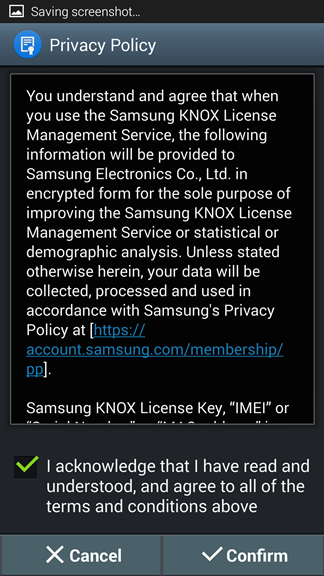 Saving screenshot...
Privacy Policy
You understand and agree that when
you use the Samsung KNOX License
Management Service, the following
information will be provided to
Samsung Electronics Co., Ltd. in
encrypted form for the sole purpose of
improving the Samsung KNOX License
Management Service or statistical or
demographic analysis. Unless stated
otherwise herein, your data will be
collected, processed and used in
accordance with Samsung's Privacy
Policy at [https://
account.samsung.com/membership/
pp].
Samsung KNOX License Key, “IMEI” or
I acknowledge that I have read and
understood, and agree to all of the
terms and conditions above
Cancel
Confirm